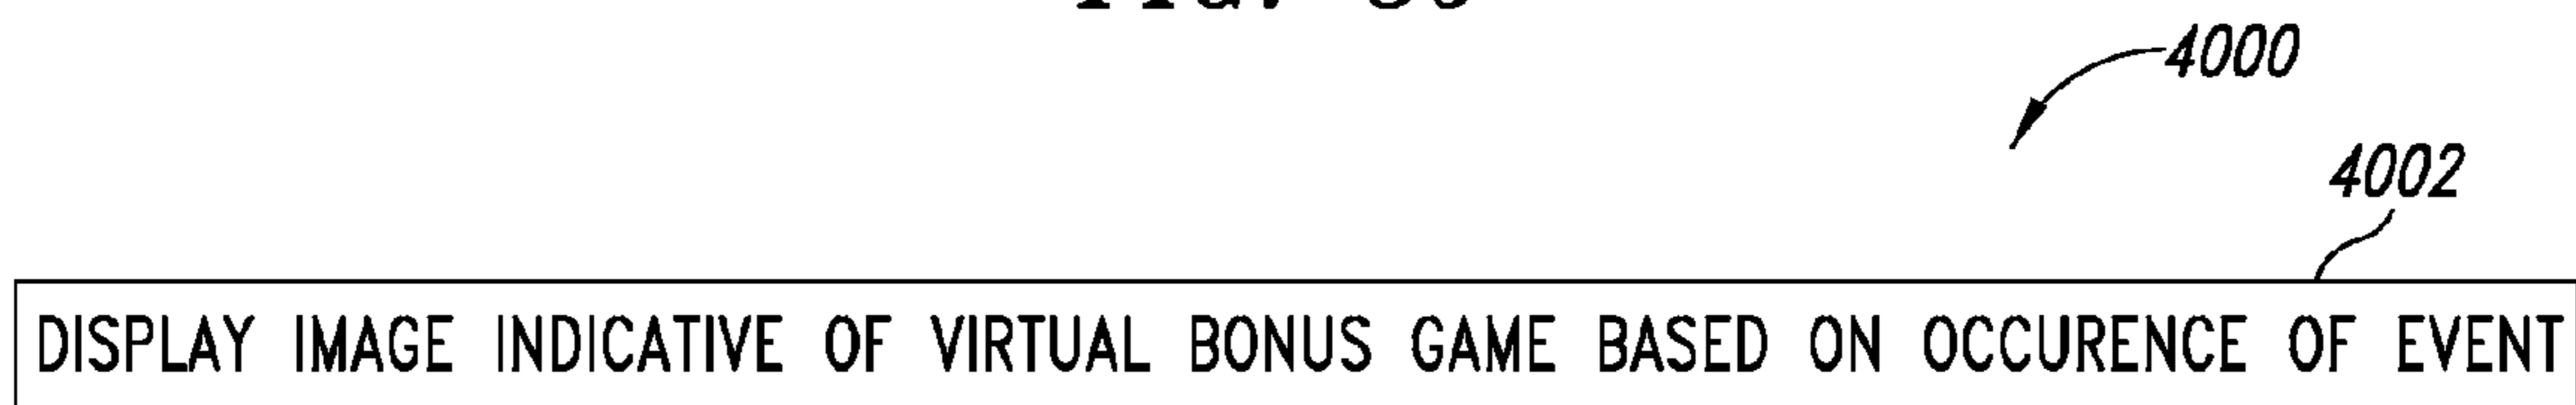 4000
4002
DISPLAY IMAGE INDICATIVE OF VIRTUAL BONUS GAME BASED ON OCCURENCE OF EVENT